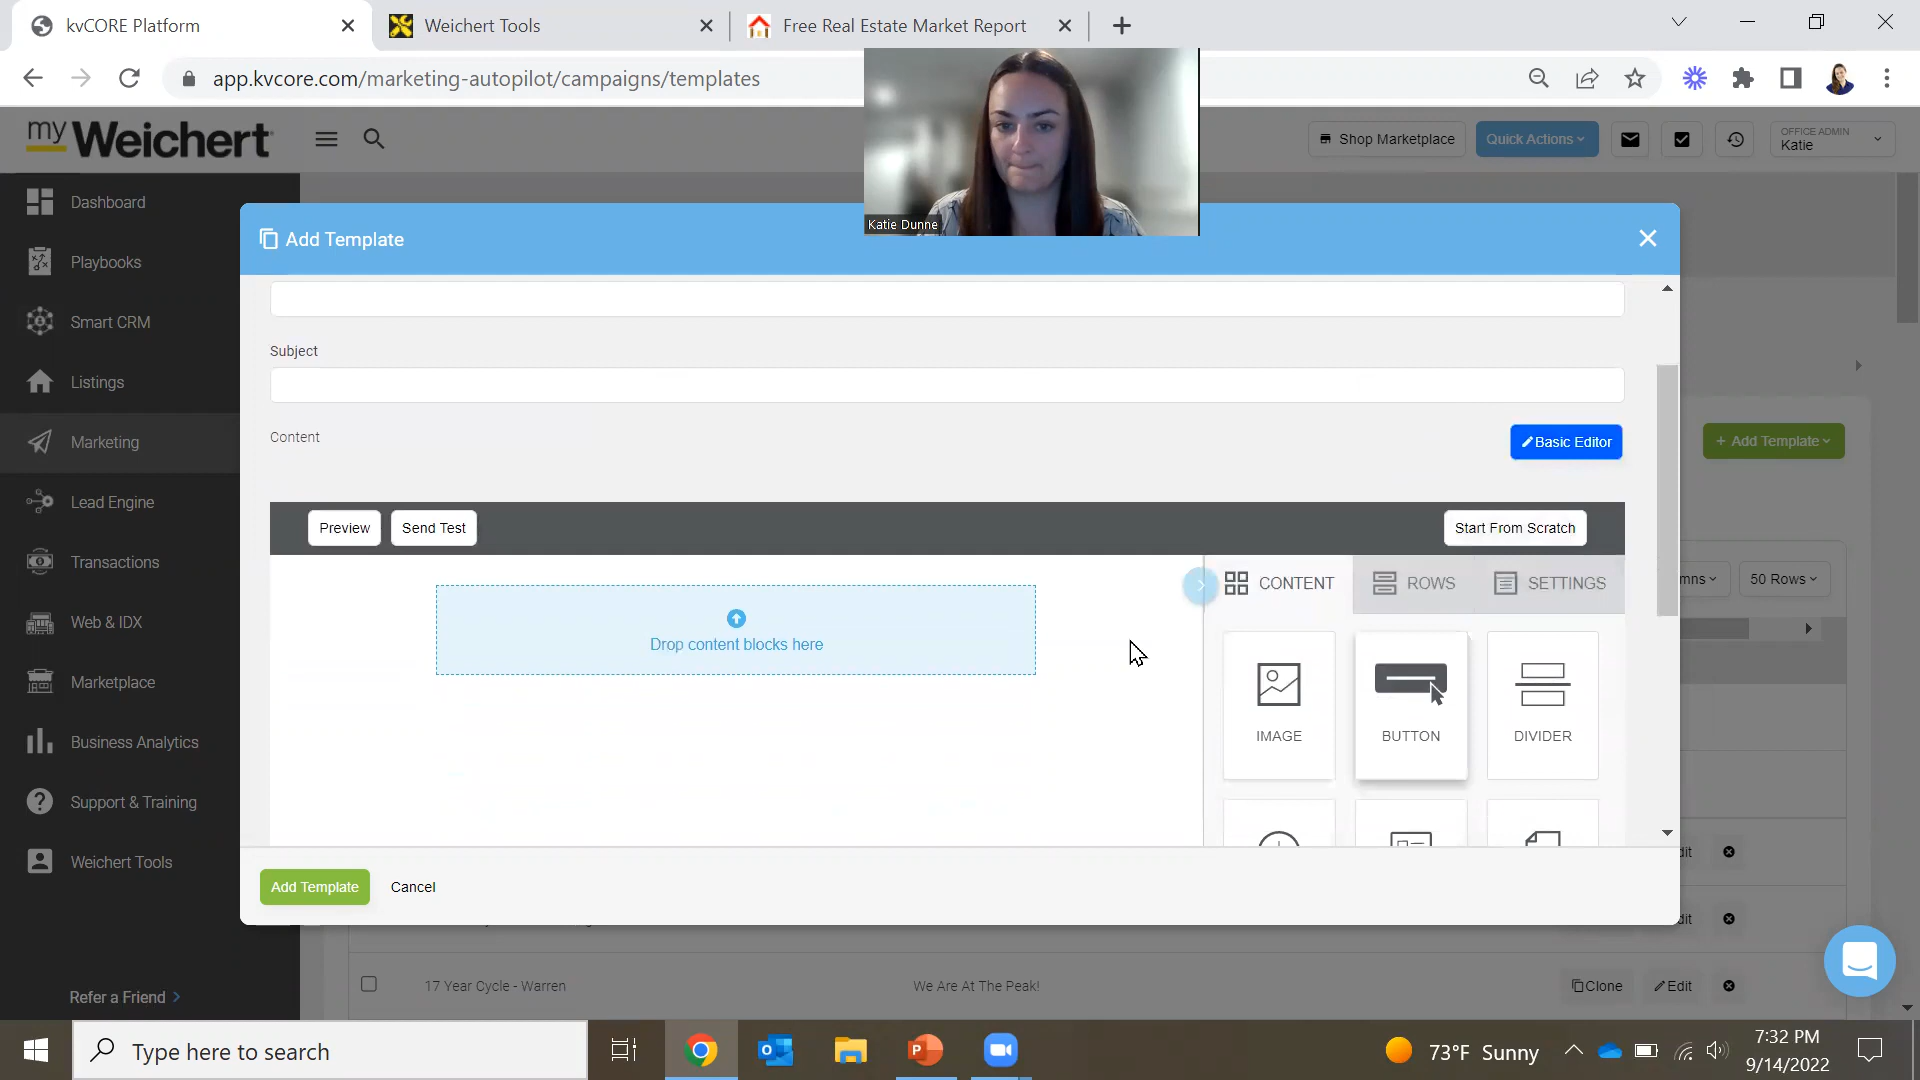 kvCORE Platform
Weichert Tools
Free Real Estate Market Report
app.kvcore.com/marketing-autopilot/campaigns/templates
my Weichert
Shop Marketplace
Quick Actions
OFFICE ADMIN
Katie
Katie Dunne
Dashboard
Playbooks
Smart CRM
Listings
Marketing
Lead Engine
Transactions
Web & IDX
Marketplace
Business Analytics
Support & Training
Weichert Tools
Refer a Friend
Add Template
Subject
Content
Basic Editor
+ Add Template
Preview
Send Test
Start From Scratch
CONTENT
ROWS
SETTINGS
mns
50 Rows
Drop content blocks here
IMAGE
BUTTON
DIVIDER
dit
Add Template
Cancel
dit
17 Year Cycle - Warren
We Are At The Peak!
Clone
Edit
Type here to search
73°F Sunny
7:32 PM
9/14/2022